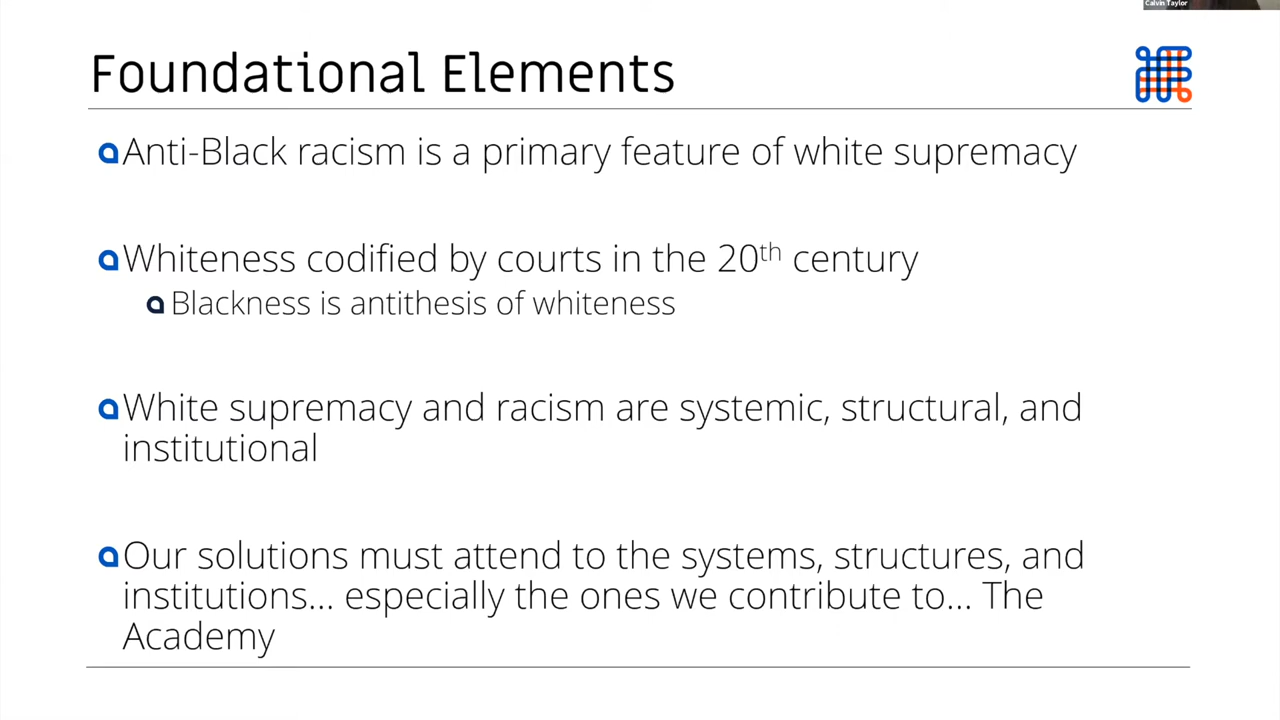 Calvin Taylor
Foundational Elements
Anti-Black racism is a primary feature of white supremacy
Whiteness codified by courts in the 20th century
Blackness is antithesis of whiteness
White supremacy and racism are systemic, structural, and
institutional
Our solutions must attend to the systems, structures, and
institutions... especially the ones we contribute to... The
Academy